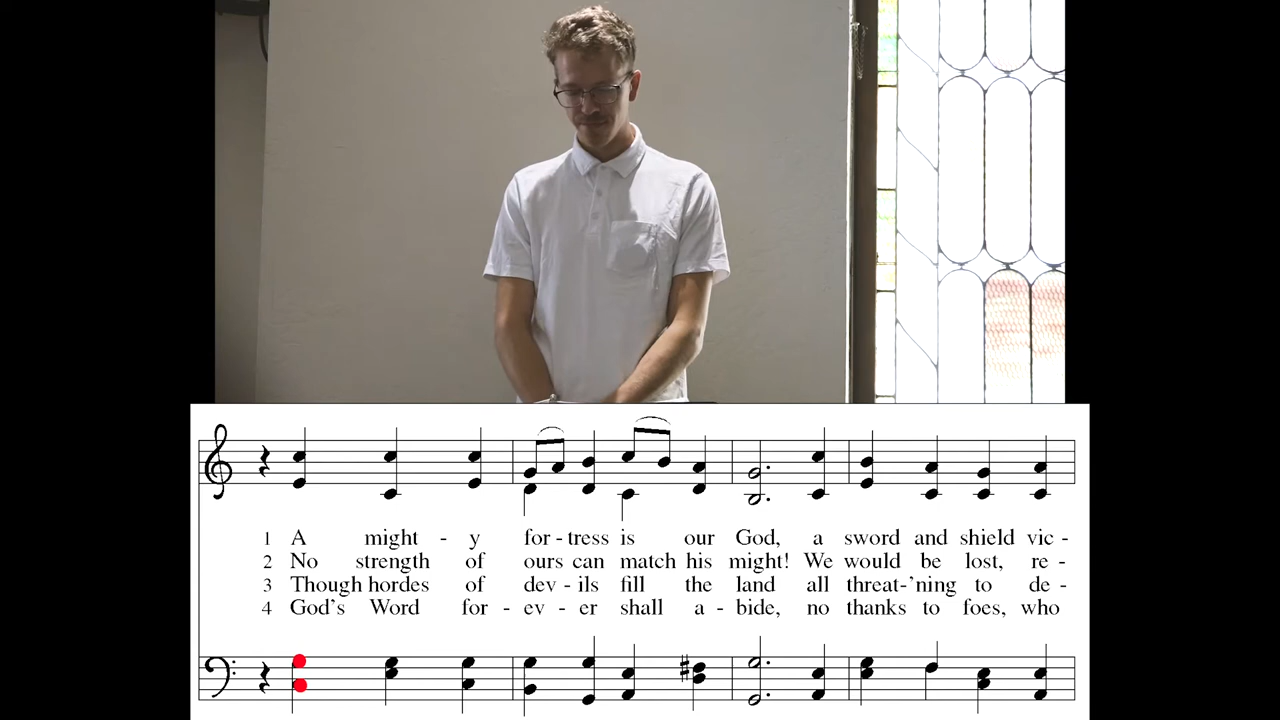 1 A might - y for - tress is our God, a sword and shield vic -
2 No strength of ours can match his might! We would be lost, re -
3 Though hordes of dev - ils fill the land all threat-'ning to de -
4 God's Word for - ev - er shall a - bide, no thanks to foes, who